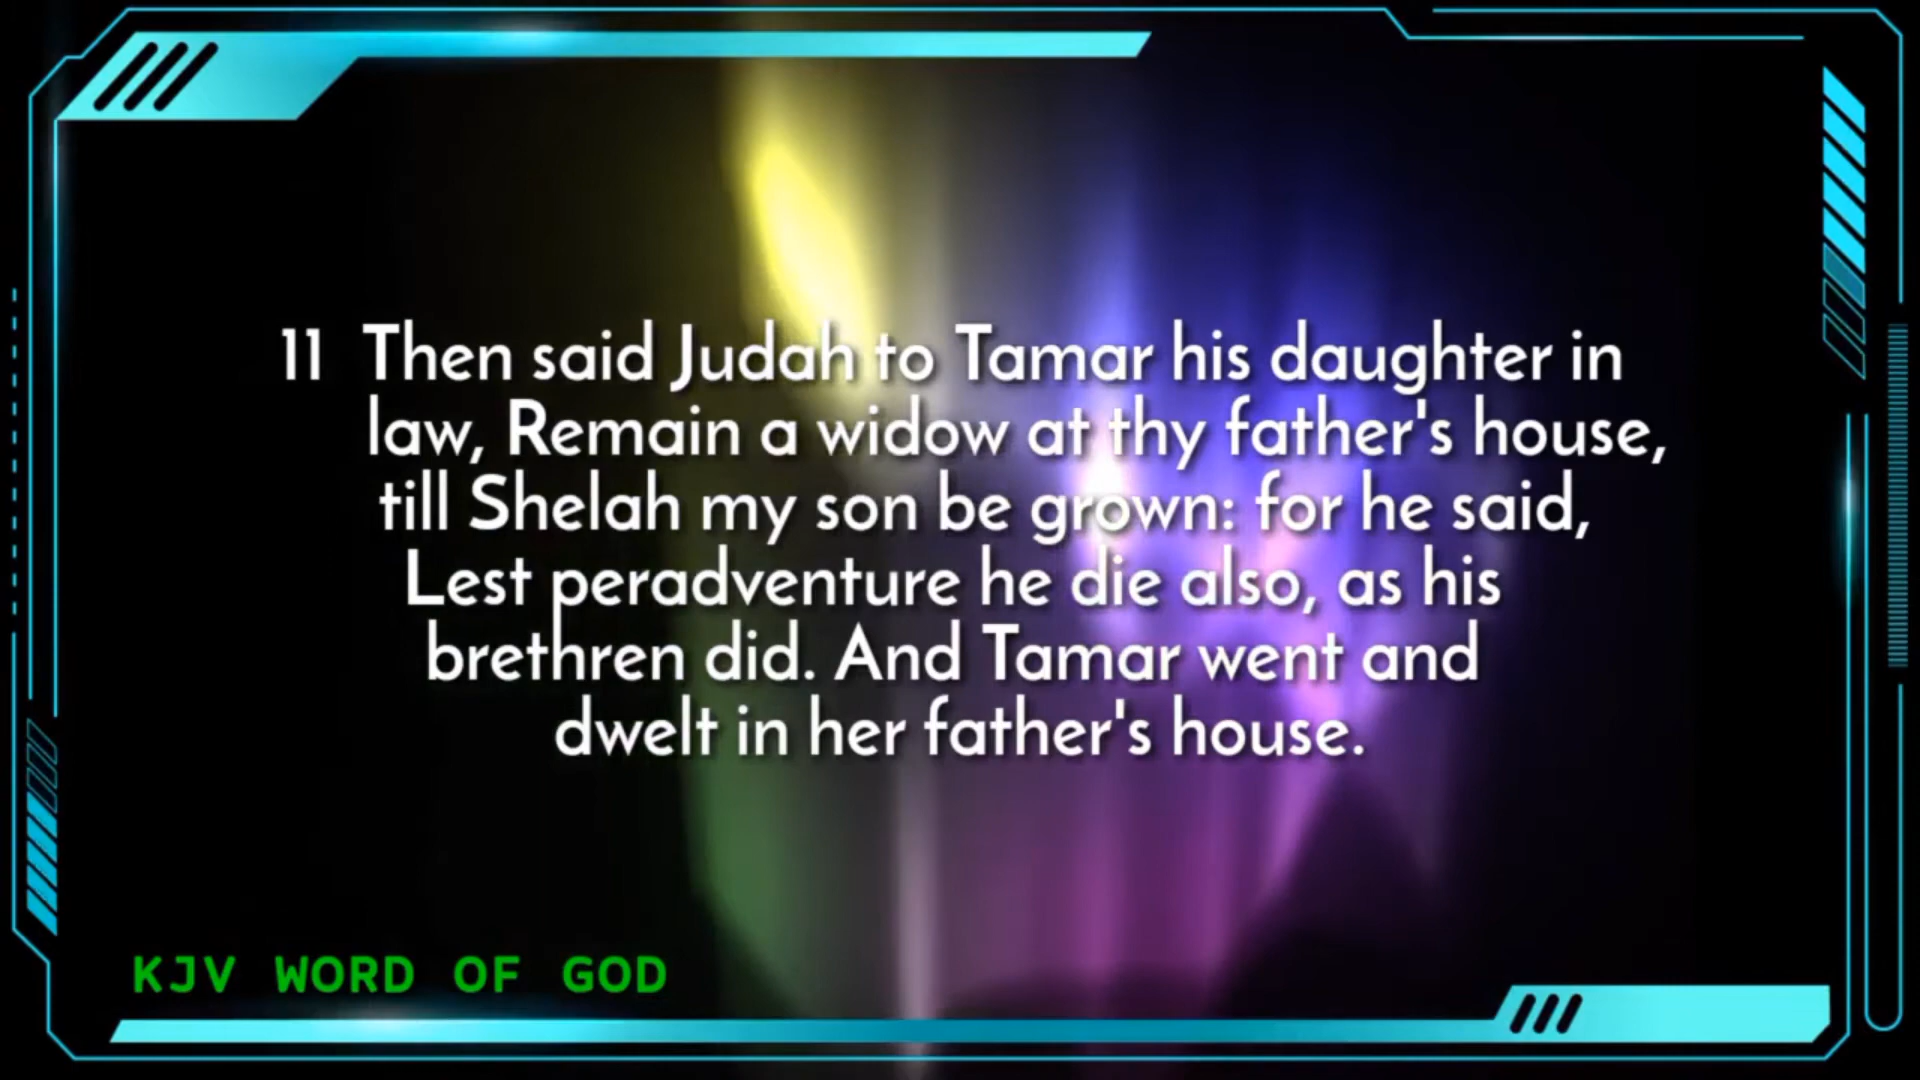 11 Then said Judah to Tamar his daughter in
law, Remain a widow at thy father's house,
till Shelah my son be grown: for he said,
Lest peradventure he die also, as his
brethren did. And Tamar went and
dwelt in her father's house.
KJV WORD OF GOD